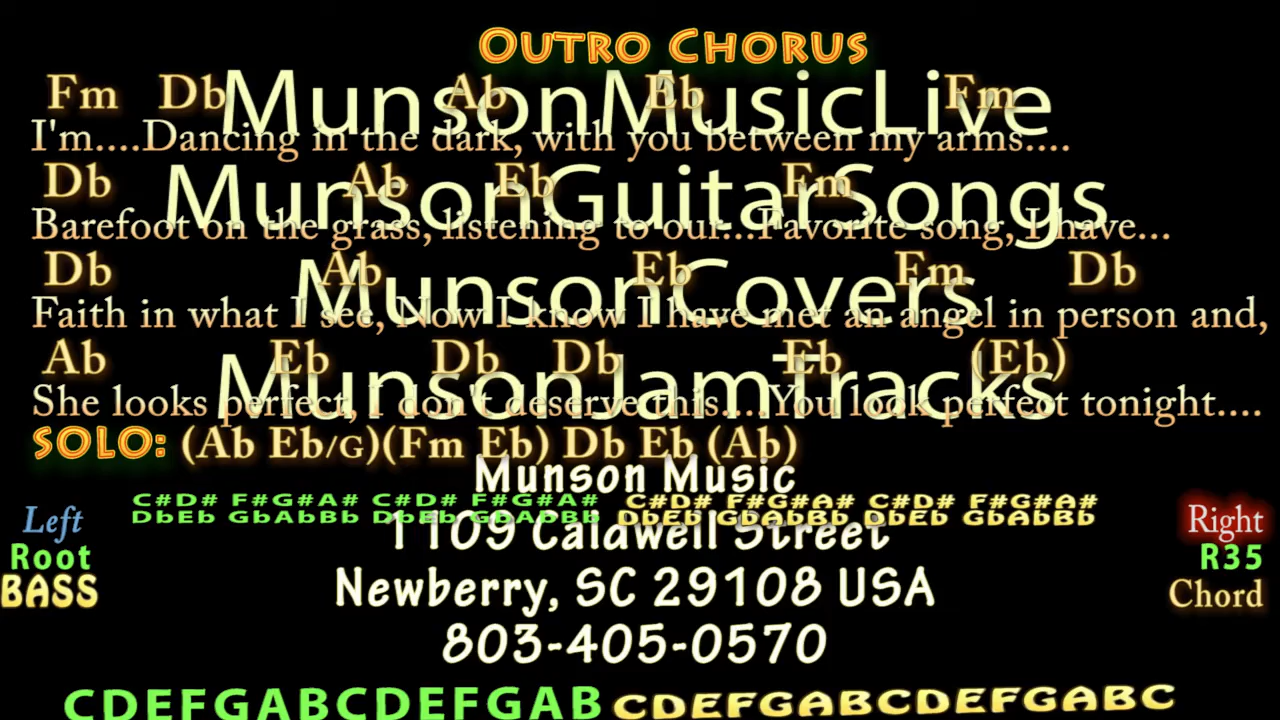 OUTRO CHORUS
MunsonMusicLive
Fm Db Ab Eb Fm
I'm....Dancing in the dark, with you between my arms....
MunsonGuitarSongs
Db Ab Eb Fm
Barefoot on the grass, listening to our...Favorite song, I have...
MunsonCovers
Db Ab Eb Fm Db
Faith in what I see, Now I know I have met an angel in person and,
MunsonJamTracks
Ab Eb Db Db Eb (Eb)
She looks perfect, I don't deserve this....You look perfect tonight....
SOLO: (Ab Eb/G)(Fm Eb) Db Eb (Ab)
Munson Music
C#D# F#G#A# C#D# F#G#A# C#D# F#G#A# C#D# F#G#A#
DbEb GbAbBb DbEb GbAbBb DbEb GbAbBb DbEb GbAbBb
Left
Right
1109 Caldwell Street
Root
R35
BASS
Chord
Newberry, SC 29108 USA
803-405-0570
CDEFGABCDEFGAB CDEFGABCDEFGABC